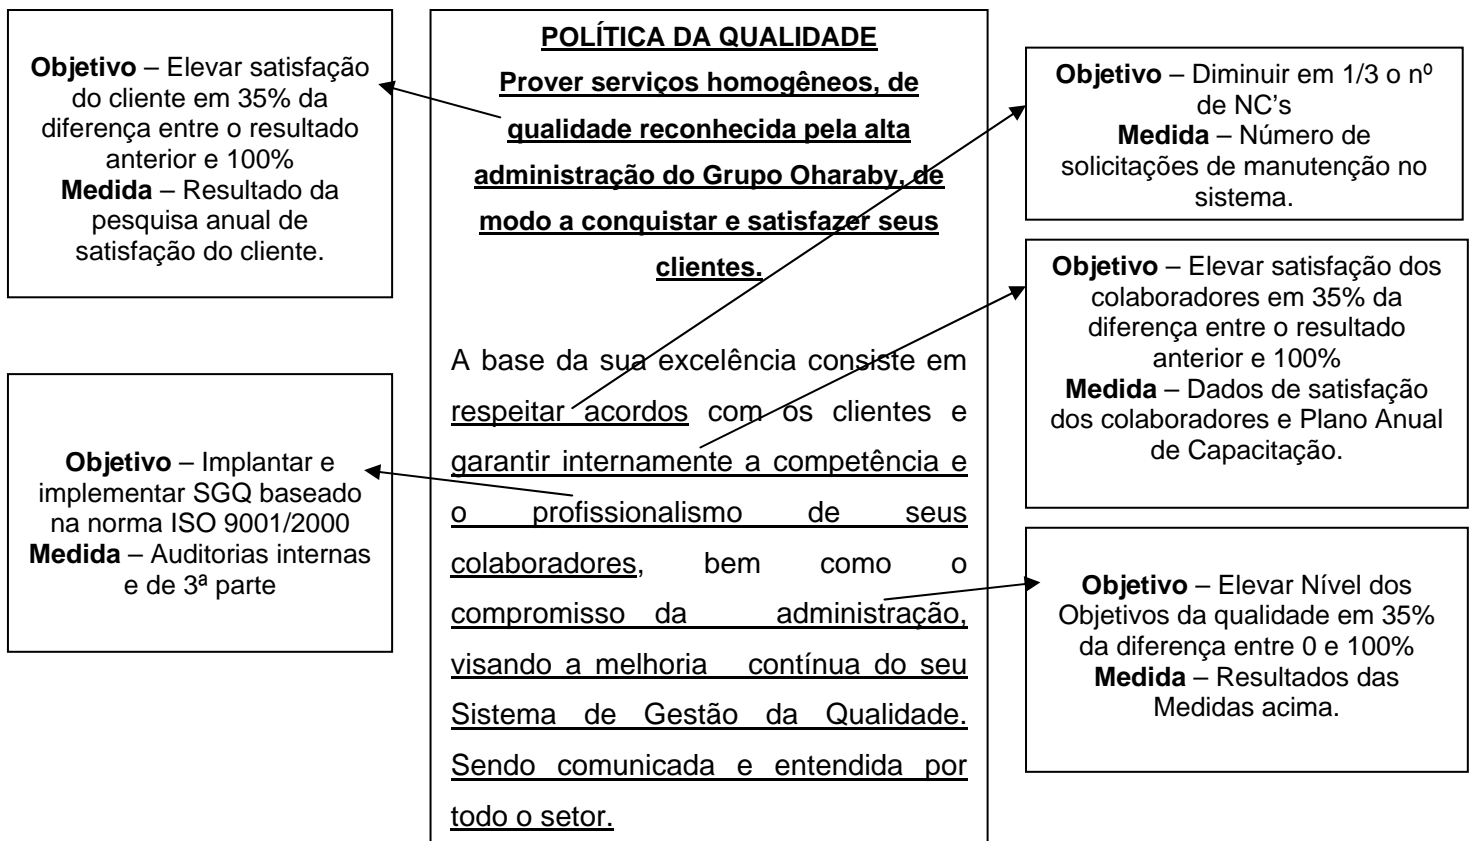 Objetivo – Elevar satisfação
do cliente em 35% da
diferença entre o resultado
anterior e 100%
Medida – Resultado da
pesquisa anual de
satisfação do cliente.
Objetivo – Implantar e
implementar SGQ baseado
na norma ISO 9001/2000
Medida – Auditorias internas
e de 3ª parte
POLÍTICA DA QUALIDADE
Prover serviços homogêneos, de
qualidade reconhecida pela alta
administração do Grupo Oharaby, de
modo a conquistar e satisfazer seus
clientes.
A base da sua excelência consiste em
respeitar acordos com os clientes e
garantir internamente a competência e
o profissionalismo de seus
colaboradores, bem como o
compromisso da administração,
visando a melhoria contínua do seu
Sistema de Gestão da Qualidade.
Sendo comunicada e entendida por
todo o setor.
Objetivo – Diminuir em 1/3 o nº
de NC’s
Medida – Número de
solicitações de manutenção no
sistema.
Objetivo – Elevar satisfação dos
colaboradores em 35% da
diferença entre o resultado
anterior e 100%
Medida – Dados de satisfação
dos colaboradores e Plano Anual
de Capacitação.
Objetivo – Elevar Nível dos
Objetivos da qualidade em 35%
da diferença entre 0 e 100%
Medida – Resultados das
Medidas acima.